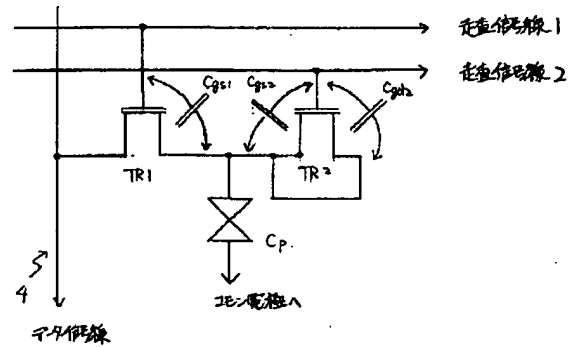 走査信号線1
走査信号線2
Cgs1
Cgs2
Cgd2
TR1
TR2
Cp.
4
コモン電極へ
データ信号線